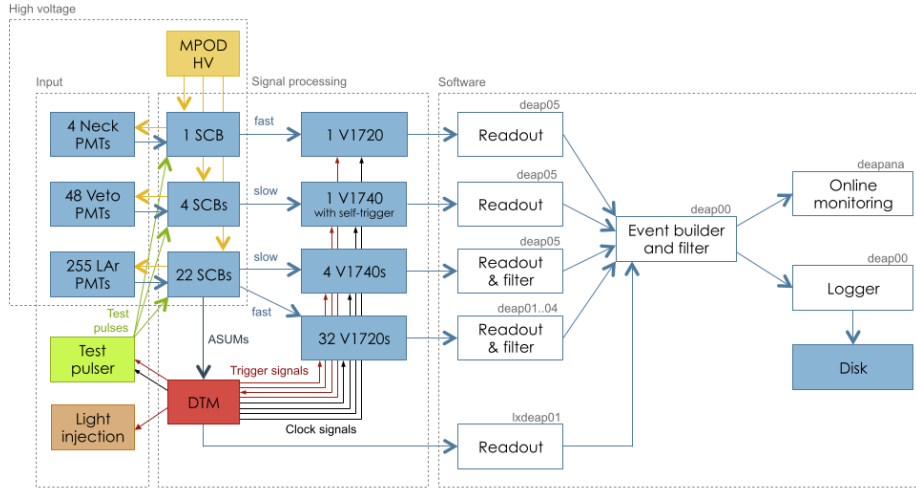 High voltage
MPOD
HV
Input
Signal processing
Software
4 Neck
PMTs
1 SCB
fast
1 V1720
deap05
Readout
48 Veto
PMTs
4 SCBs
slow
1 V1740
with self-trigger
deap05
Readout
255 LAr
PMTs
22 SCBs
slow
fast
4 V1740s
deap05
Readout
& filter
32 V1720s
deap01..04
Readout
& filter
deap00
Event builder
and filter
deapana
Online
monitoring
deap00
Logger
Disk
Test
pulses
Test
pulser
ASUMs
Trigger signals
DTM
Clock signals
Light
injection
lxdeap01
Readout